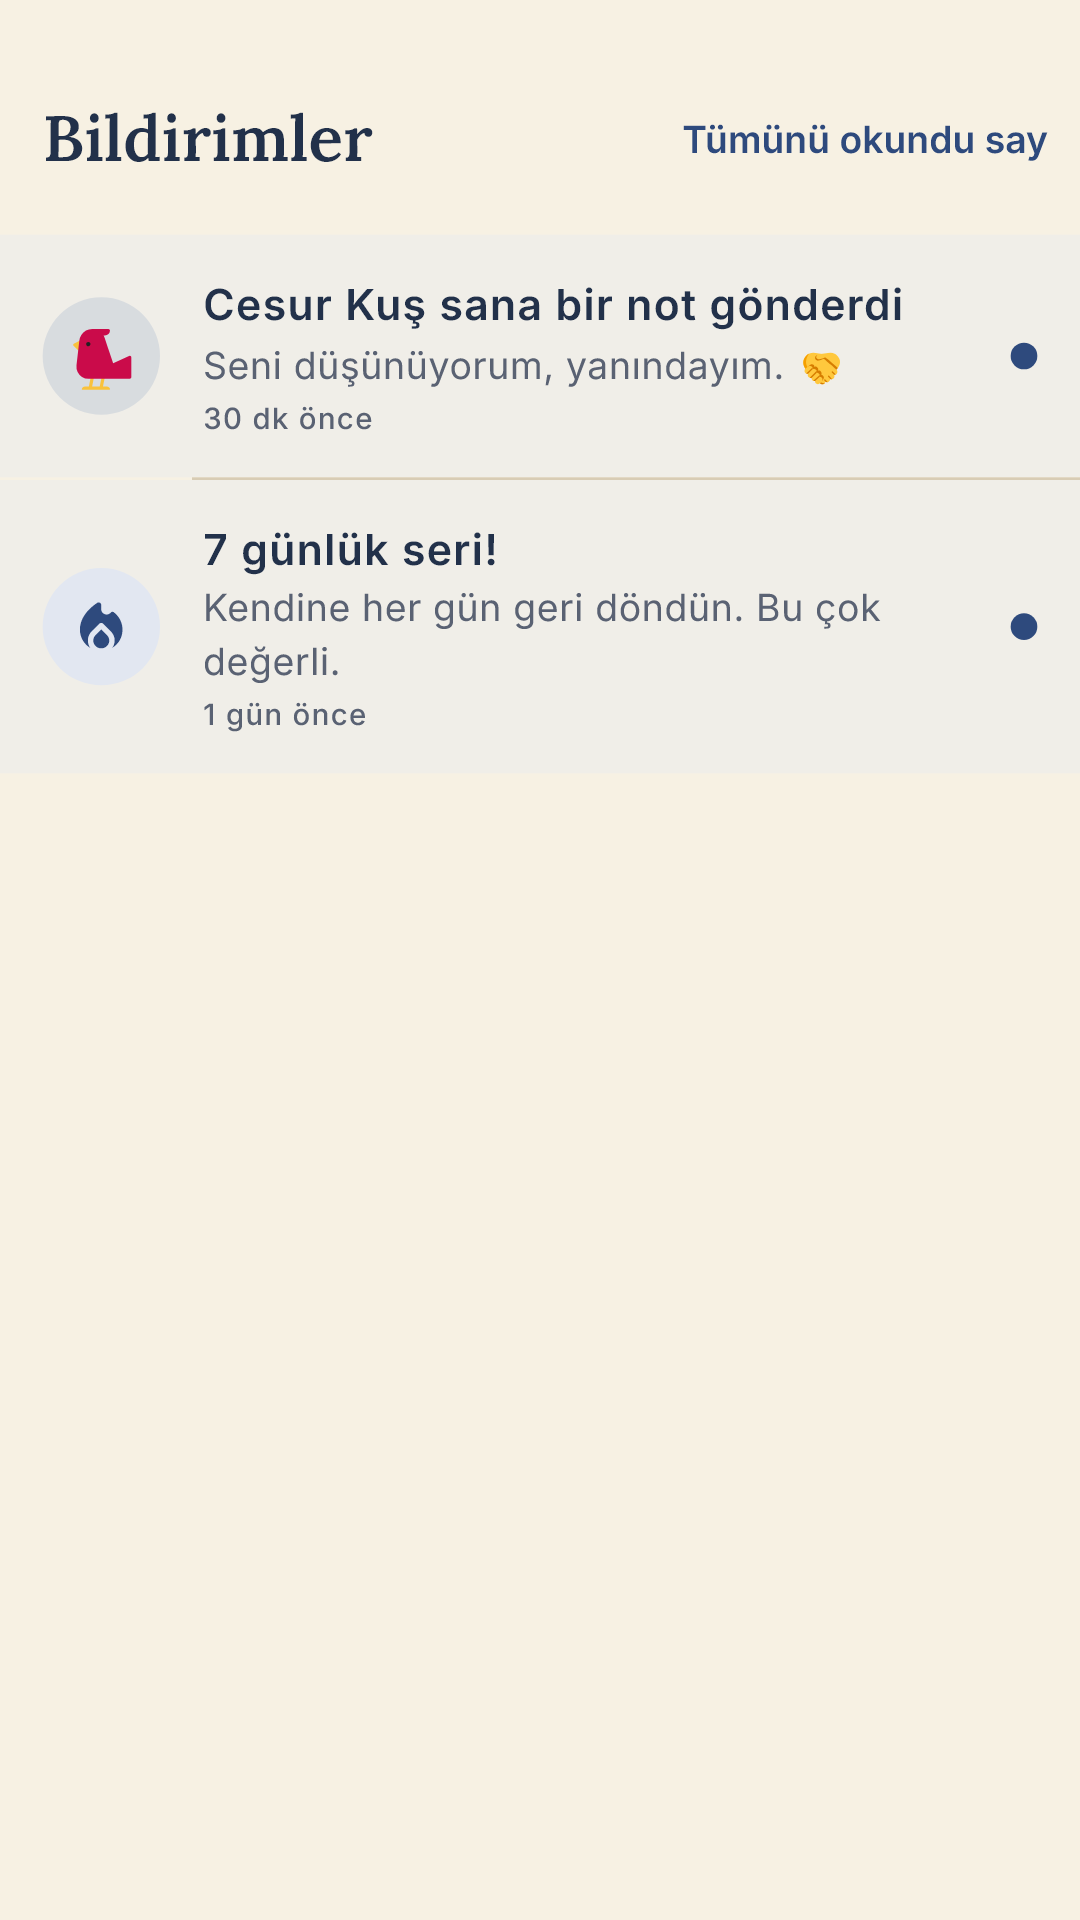 Bildirimler
Tümünü okundu say
Cesur Kuş sana bir not gönderdi
Seni düşünüyorum, yanındayım. 🤝
30 dk önce
7 günlük seri!
Kendine her gün geri döndün. Bu çok
değerli.
1 gün önce